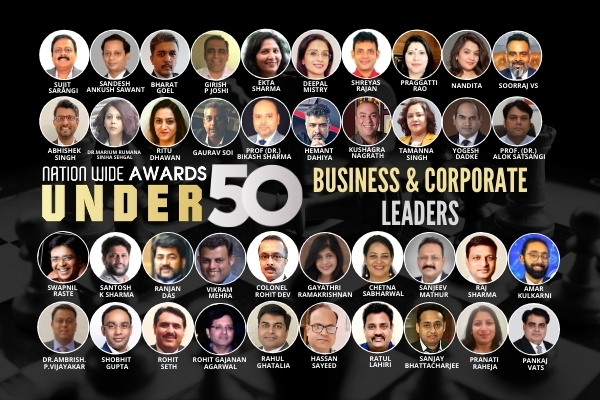 SUJIT SANDESH BHARAT GIRISH EKTA DEEPAL SHREYAS PRAGGATTI NANDITA SOORRAJ VS
SARANGI ANKUSH SAWANT GOEL P JOSHI SHARMA MISTRY RAJAN RAO
ABHISHEK DR.MARIUM RUMANA RITU GAURAV SOI PROF (DR.) HEMANT KUSHAGRA TAMANNA YOGESH PROF. (DR.)
SINGH SINHA SEHGAL DHAWAN BIKASH SHARMA DAHIYA NAGRATH SINGH DADKE ALOK SATSANGI
NATION WIDE AWARDS
UNDER 50
BUSINESS & CORPORATE
LEADERS
SWAPNIL SANTOSH RANJAN VIKRAM COLONEL GAYATHRI CHETNA SANJEEV RAJ AMAR
RASTE K SHARMA DAS MEHRA ROHIT DEV RAMAKRISHNAN SABHARWAL MATHUR SHARMA KULKARNI
DR.AMBRISH. SHOBHIT ROHIT ROHIT GAJANAN RAHUL HASSAN RATUL SANJAY PRANATI PANKAJ
P.VIJAYAKAR GUPTA SETH AGARWAL GHATALIA SAYEED LAHIRI BHATTACHARJEE RAHEJA VATS